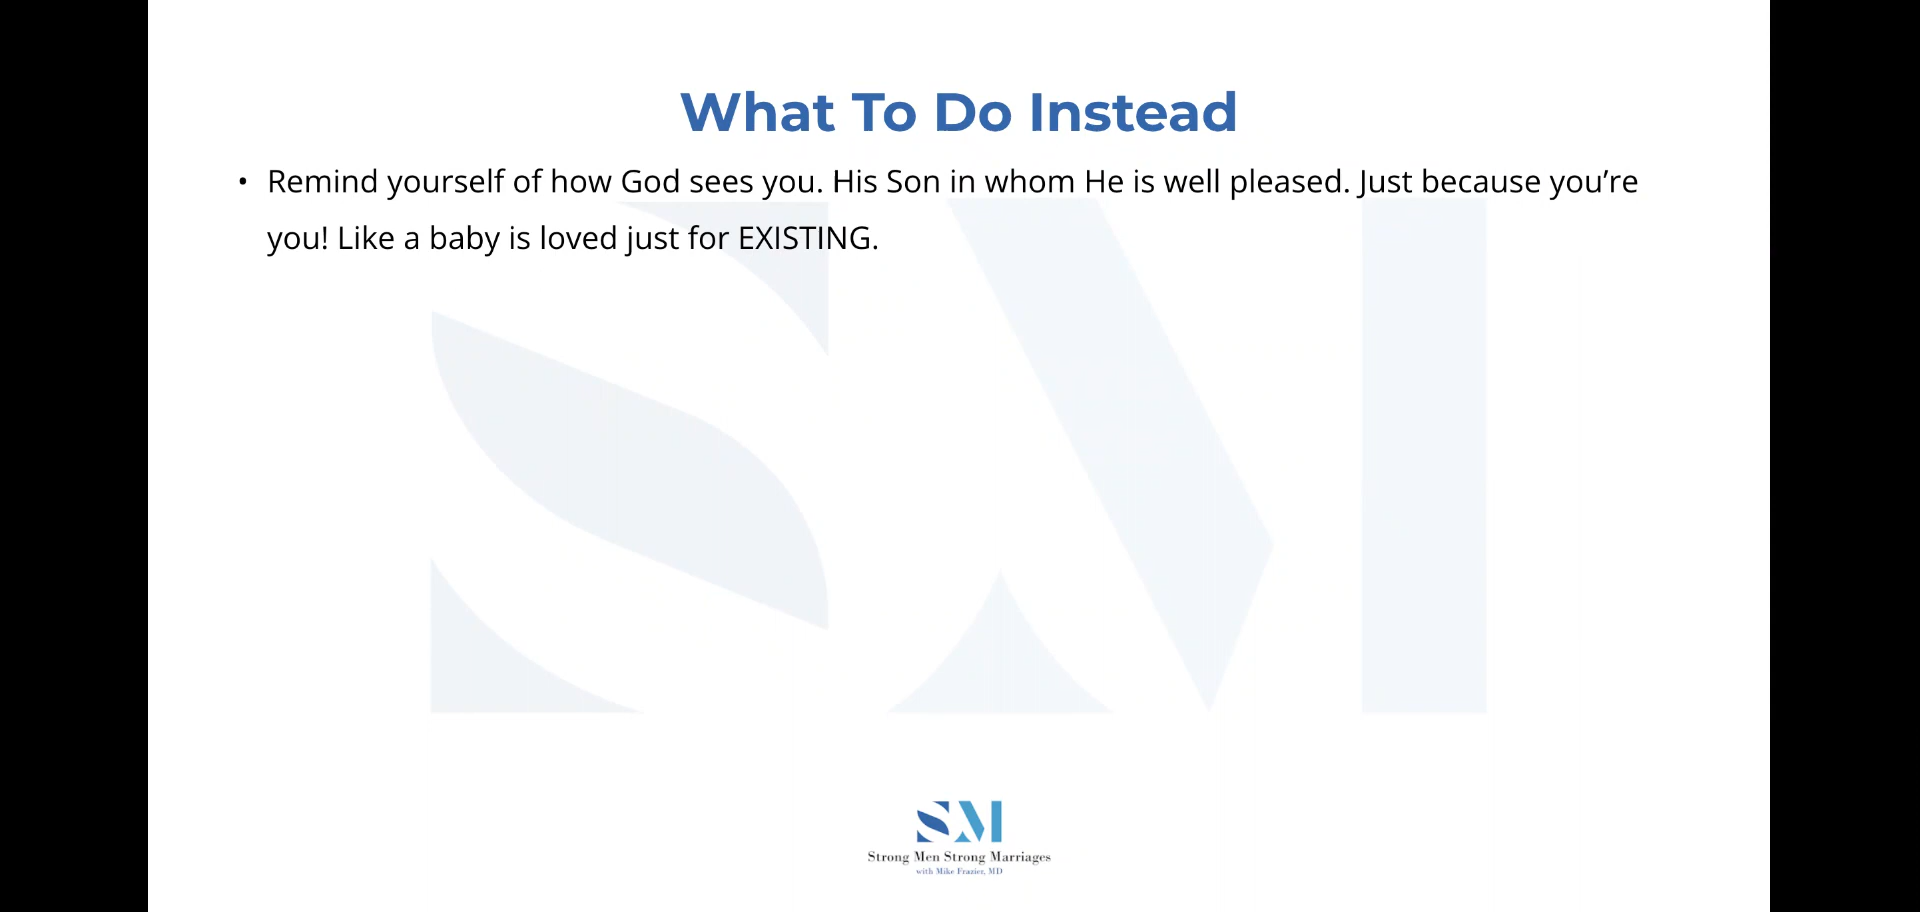 What To Do Instead
• Remind yourself of how God sees you. His Son in whom He is well pleased. Just because you’re
you! Like a baby is loved just for EXISTING.
SM
SM
Strong Men Strong Marriages
with Mike Frazier, MD